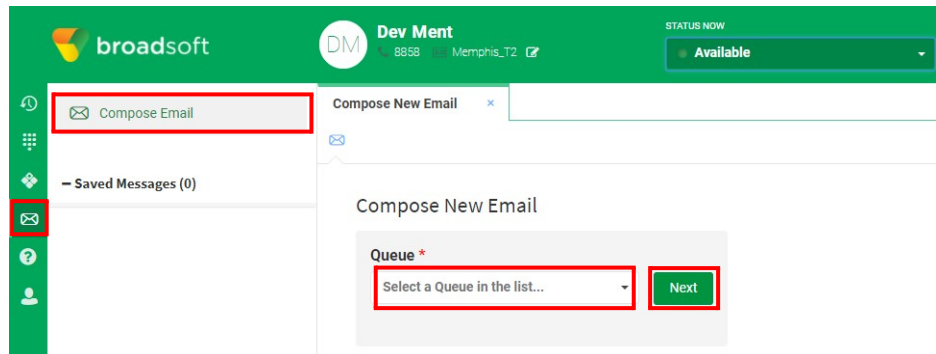 broadsoft
DM
Dev Ment
8858 Memphis_T2
STATUS NOW
Available
Compose Email
– Saved Messages (0)
Compose New Email ×
Compose New Email
Queue *
Select a Queue in the list...
Next